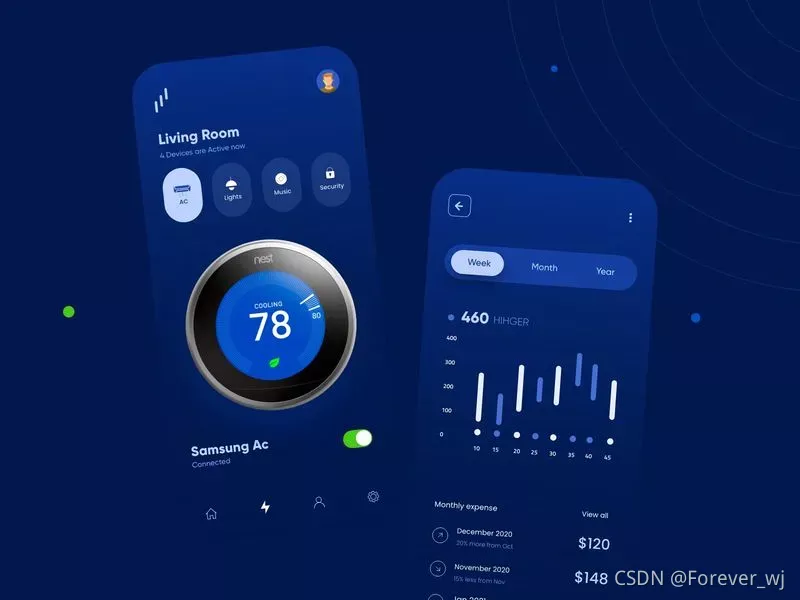 Living Room
4 Devices are Active now
AC
Lights
Music
Security
nest
COOLING
78
80
Samsung Ac
Connected
Week
Month
Year
460 HIHGER
400
300
200
100
0
10 15 20 25 30 35 40 45
Monthly expense
View all
December 2020
20% more from Oct
$120
November 2020
15% less from Nov
$148
Jan 2021
CSDN @Forever_wj